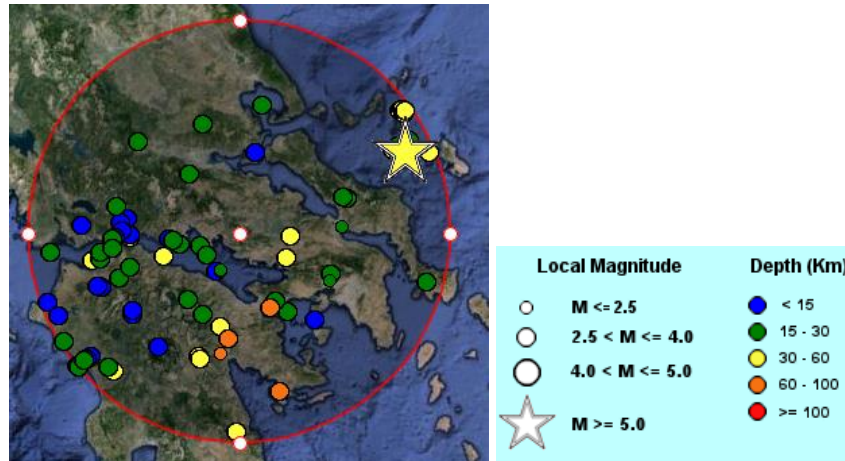 Local Magnitude
Depth (Km)
M <= 2.5
2.5 < M <= 4.0
4.0 < M <= 5.0
M >= 5.0
< 15
15 - 30
30 - 60
60 - 100
>= 100